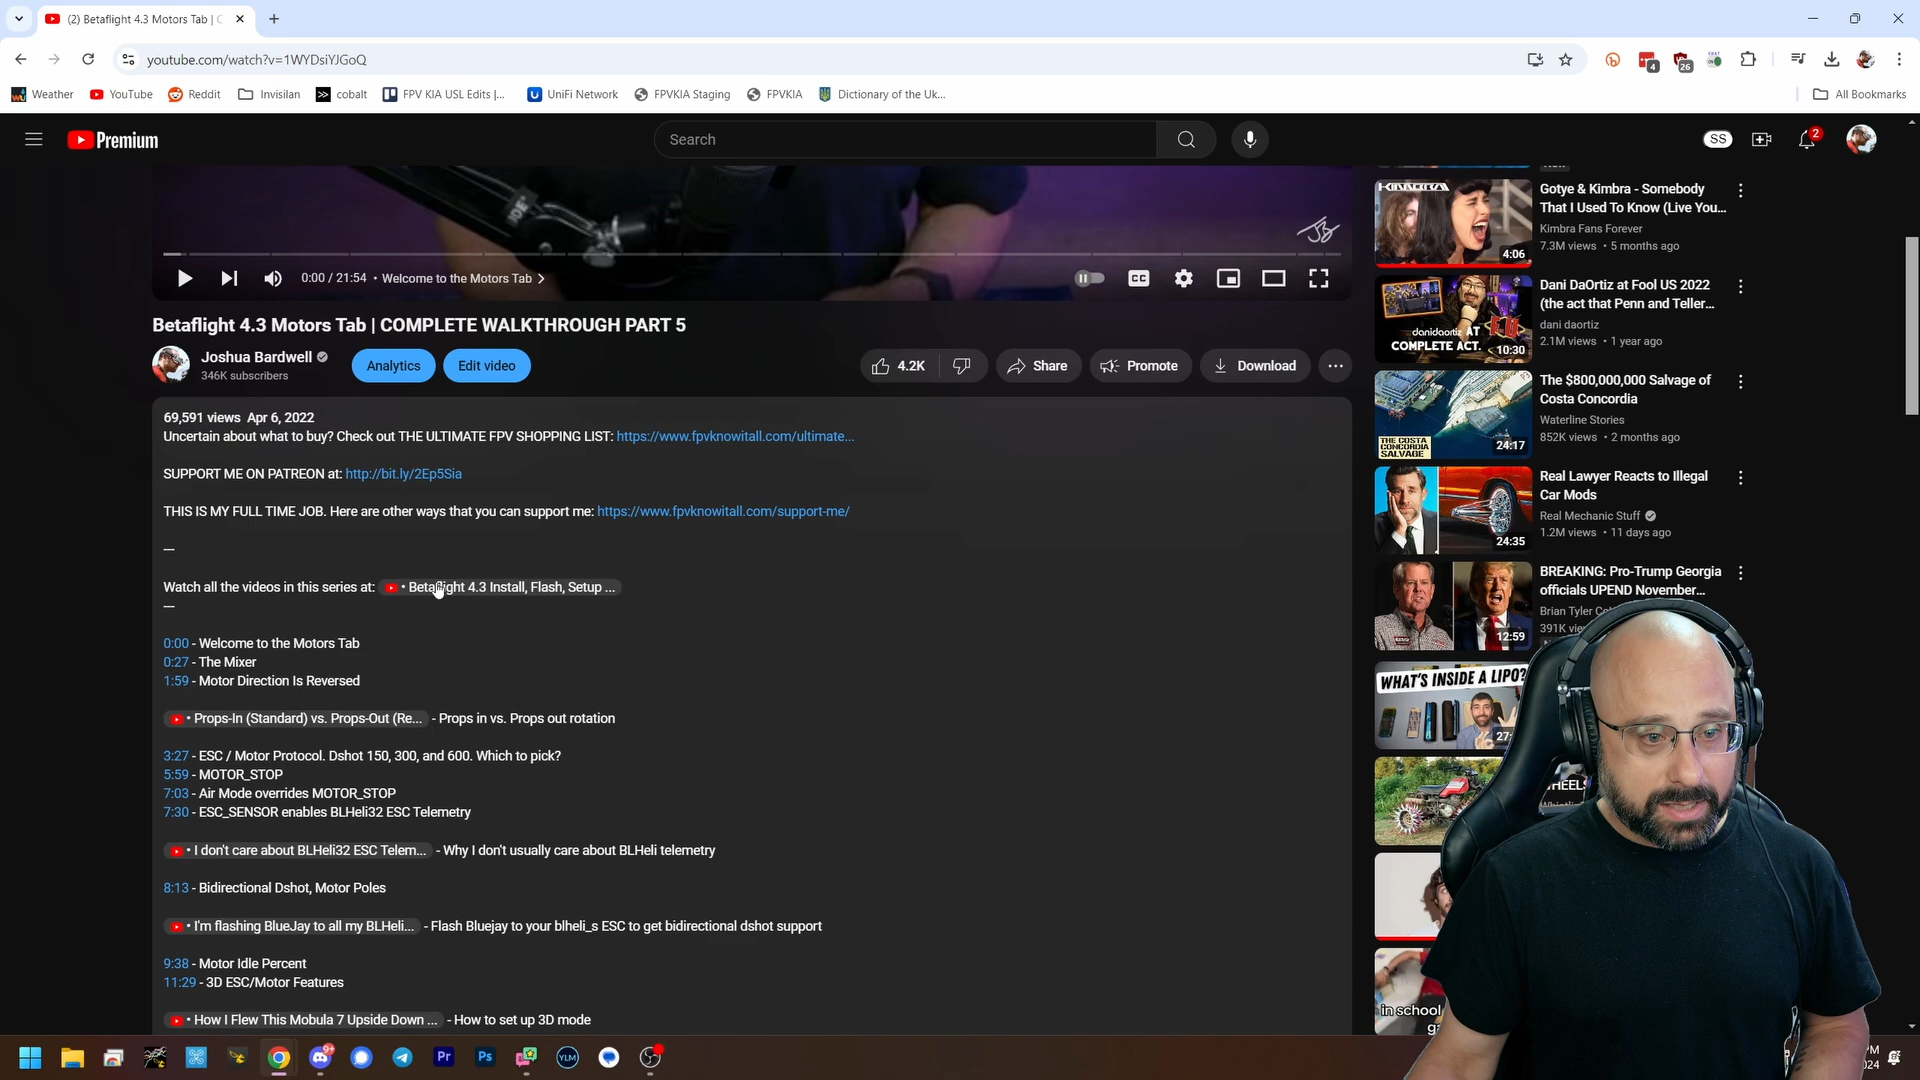 (2) Betaflight 4.3 Motors Tab | C
youtube.com/watch?v=1WYDsiYJGoQ
4
26
Weather
YouTube
Reddit
Invisilan
cobalt
FPV KIA USL Edits |...
UniFi Network
FPVKIA Staging
FPVKIA
Dictionary of the Uk...
All Bookmarks
Premium
Search
SS
2
0:00 / 21:54 • Welcome to the Motors Tab
CC
Betaflight 4.3 Motors Tab | COMPLETE WALKTHROUGH PART 5
Joshua Bardwell
346K subscribers
Analytics
Edit video
4.2K
Share
Promote
Download
69,591 views Apr 6, 2022
Uncertain about what to buy? Check out THE ULTIMATE FPV SHOPPING LIST: https://www.fpvknowitall.com/ultimate...
SUPPORT ME ON PATREON at: http://bit.ly/2Ep5Sia
THIS IS MY FULL TIME JOB. Here are other ways that you can support me: https://www.fpvknowitall.com/support-me/
---
Watch all the videos in this series at: • Betaflight 4.3 Install, Flash, Setup ...
---
0:00 - Welcome to the Motors Tab
0:27 - The Mixer
1:59 - Motor Direction Is Reversed
• Props-In (Standard) vs. Props-Out (Re... - Props in vs. Props out rotation
3:27 - ESC / Motor Protocol. Dshot 150, 300, and 600. Which to pick?
5:59 - MOTOR_STOP
7:03 - Air Mode overrides MOTOR_STOP
7:30 - ESC_SENSOR enables BLHeli32 ESC Telemetry
• I don't care about BLHeli32 ESC Telem... - Why I don't usually care about BLHeli telemetry
8:13 - Bidirectional Dshot, Motor Poles
• I'm flashing BlueJay to all my BLHeli... - Flash Bluejay to your blheli_s ESC to get bidirectional dshot support
9:38 - Motor Idle Percent
11:29 - 3D ESC/Motor Features
• How I Flew This Mobula 7 Upside Down ... - How to set up 3D mode
KIMBRA
4:06
Gotye & Kimbra - Somebody
That I Used To Know (Live You...
Kimbra Fans Forever
7.3M views • 5 months ago
danidaortiz AT
COMPLETE ACT.
10:30
Dani DaOrtiz at Fool US 2022
(the act that Penn and Teller...
dani daortiz
2.1M views • 1 year ago
THE COSTA
CONCORDIA
SALVAGE
24:17
The $800,000,000 Salvage of
Costa Concordia
Waterline Stories
852K views • 2 months ago
24:35
Real Lawyer Reacts to Illegal
Car Mods
Real Mechanic Stuff
1.2M views • 11 days ago
12:59
BREAKING: Pro-Trump Georgia
officials UPEND November...
Brian Tyler
391K
WHAT'S INSIDE A LIPO?
in school
9+
Pr
Ps
YLM